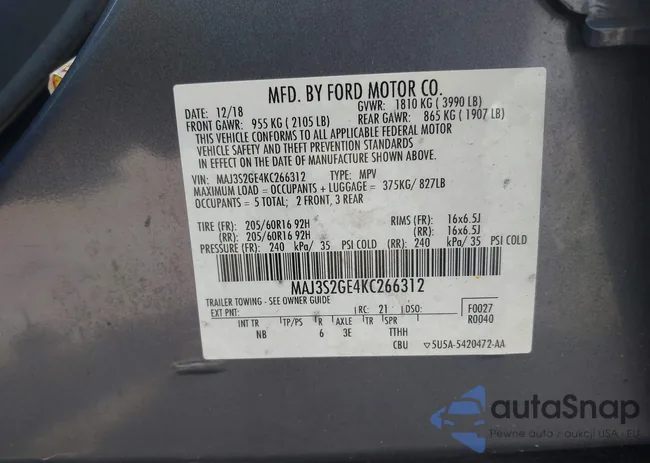 MFD. BY FORD MOTOR CO.
DATE: 12/18 GVWR: 1810 KG ( 3990 LB)
FRONT GAWR: 955 KG ( 2105 LB) REAR GAWR: 865 KG ( 1907 LB)
THIS VEHICLE CONFORMS TO ALL APPLICABLE FEDERAL MOTOR
VEHICLE SAFETY AND THEFT PREVENTION STANDARDS
IN EFFECT ON THE DATE OF MANUFACTURE SHOWN ABOVE.
VIN: MAJ3S2GE4KC266312 TYPE: MPV
MAXIMUM LOAD = OCCUPANTS + LUGGAGE = 375KG/ 827LB
OCCUPANTS = 5 TOTAL; 2 FRONT, 3 REAR
TIRE (FR): 205/60R16 92H RIMS (FR): 16x6.5J
(RR): 205/60R16 92H (RR): 16x6.5J
PRESSURE (FR): 240 kPa/ 35 PSI COLD (RR): 240 kPa/ 35 PSI COLD
MAJ3S2GE4KC266312
TRAILER TOWING - SEE OWNER GUIDE
EXT PNT: RC: 21 DSO: F0027
R0040
INT TR TP/PS R AXLE TR SPR
NB 6 3E TTHH
CBU ▽5U5A-5420472-AA
autaSnap
Pewne auta z aukcji USA - EU